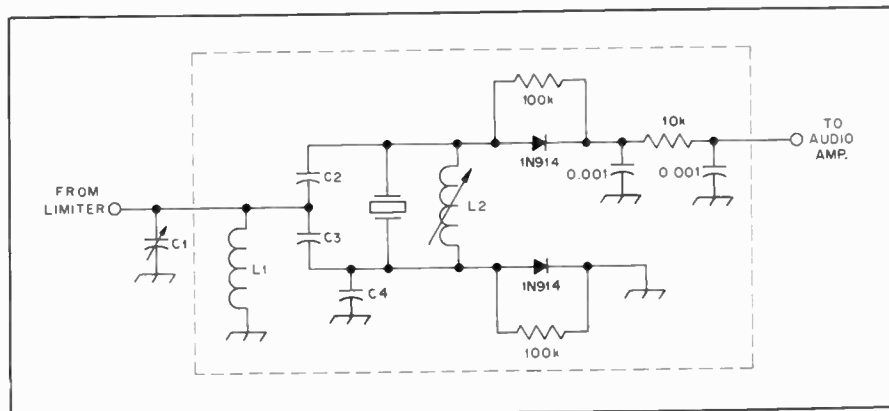 100k
10k
TO
AUDIO
AMP.
1N914
0.001
0.001
C2
FROM
LIMITER
L2
C1
C3
L1
C4
1N914
100k